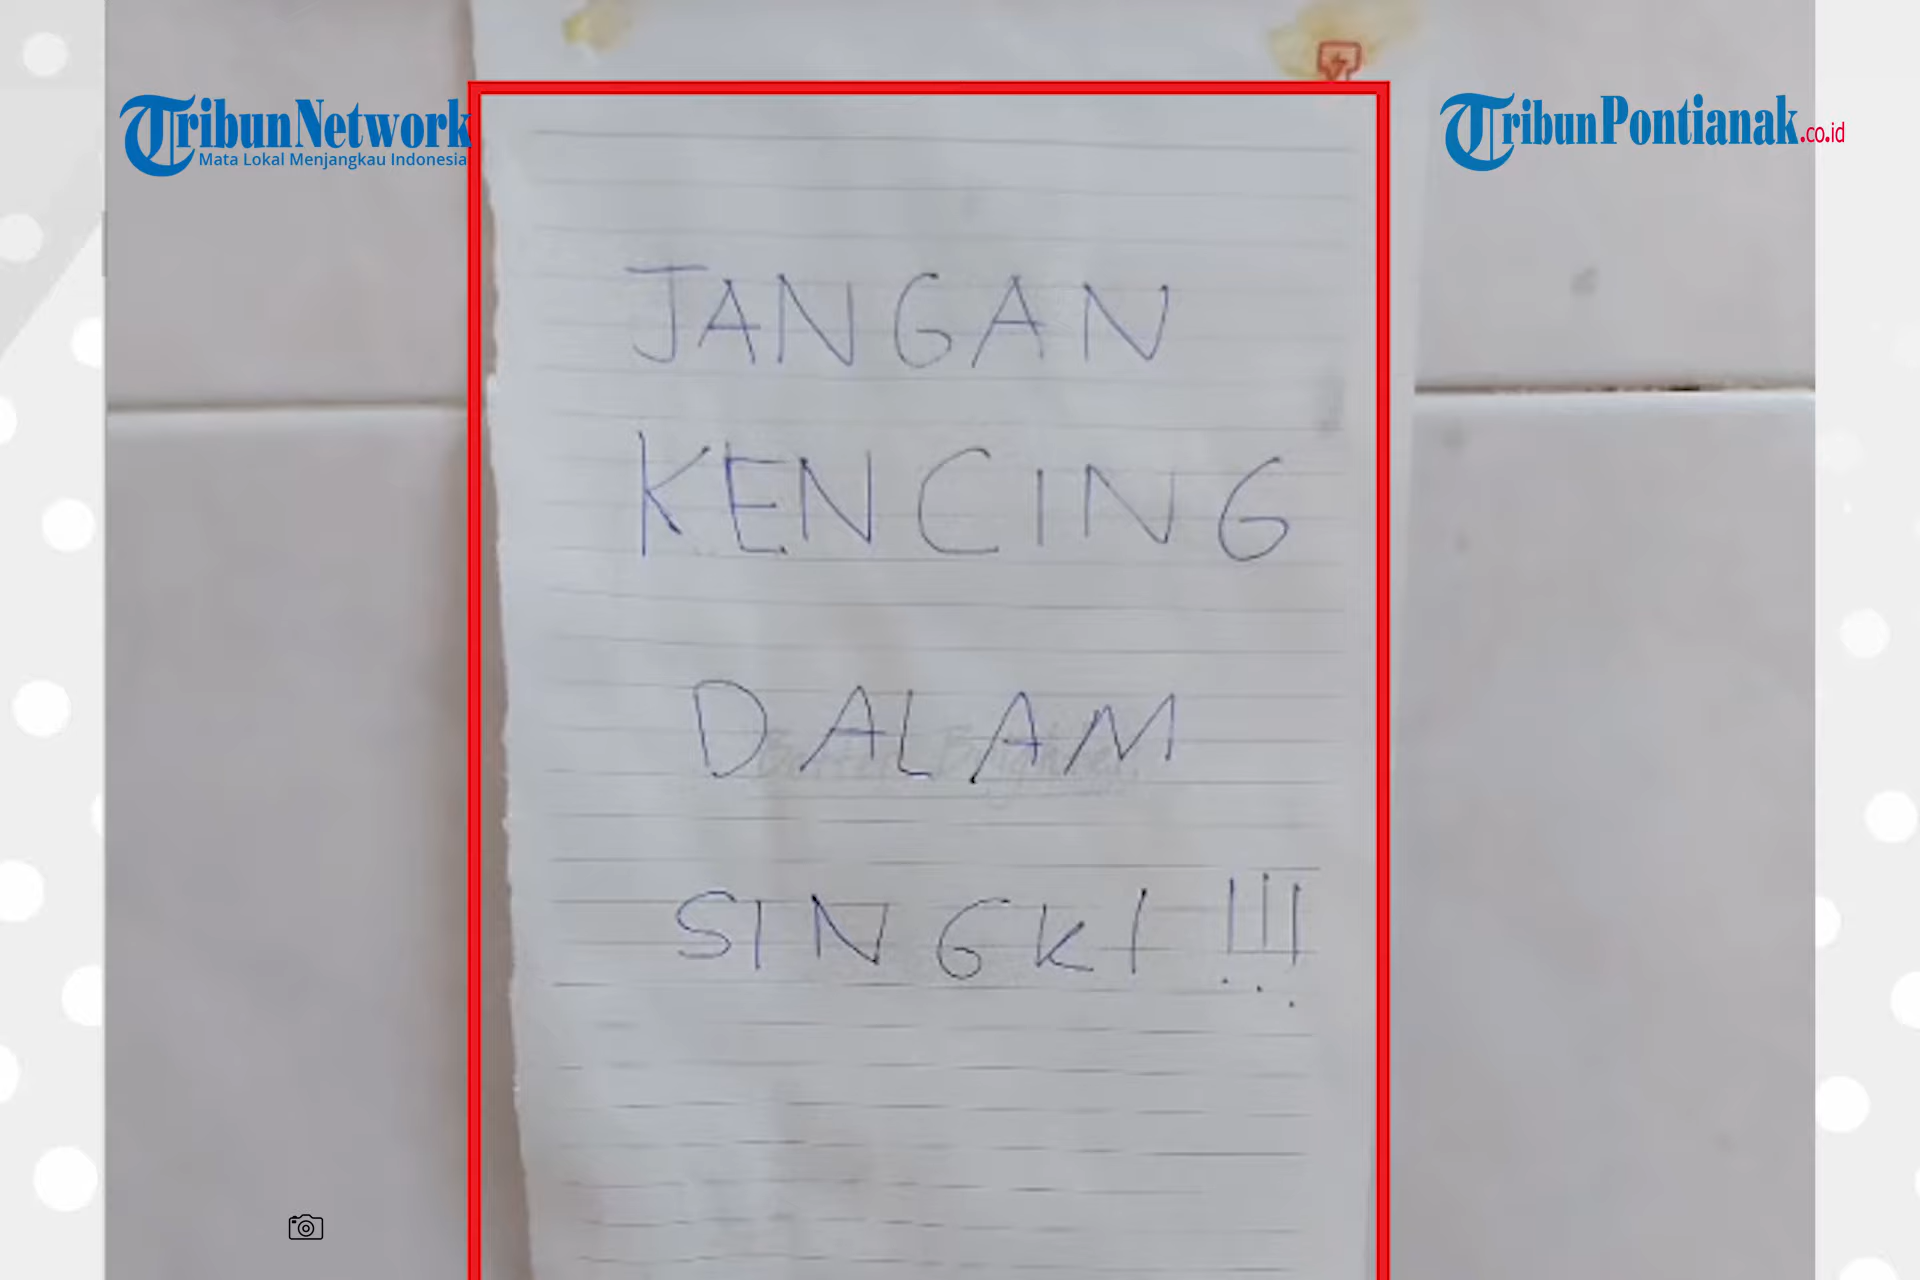 TribunNetwork
Mata Lokal Menjangkau Indonesia
TribunPontianak.co.id
JANGAN
KENCING
DALAM
SINGKI !!!